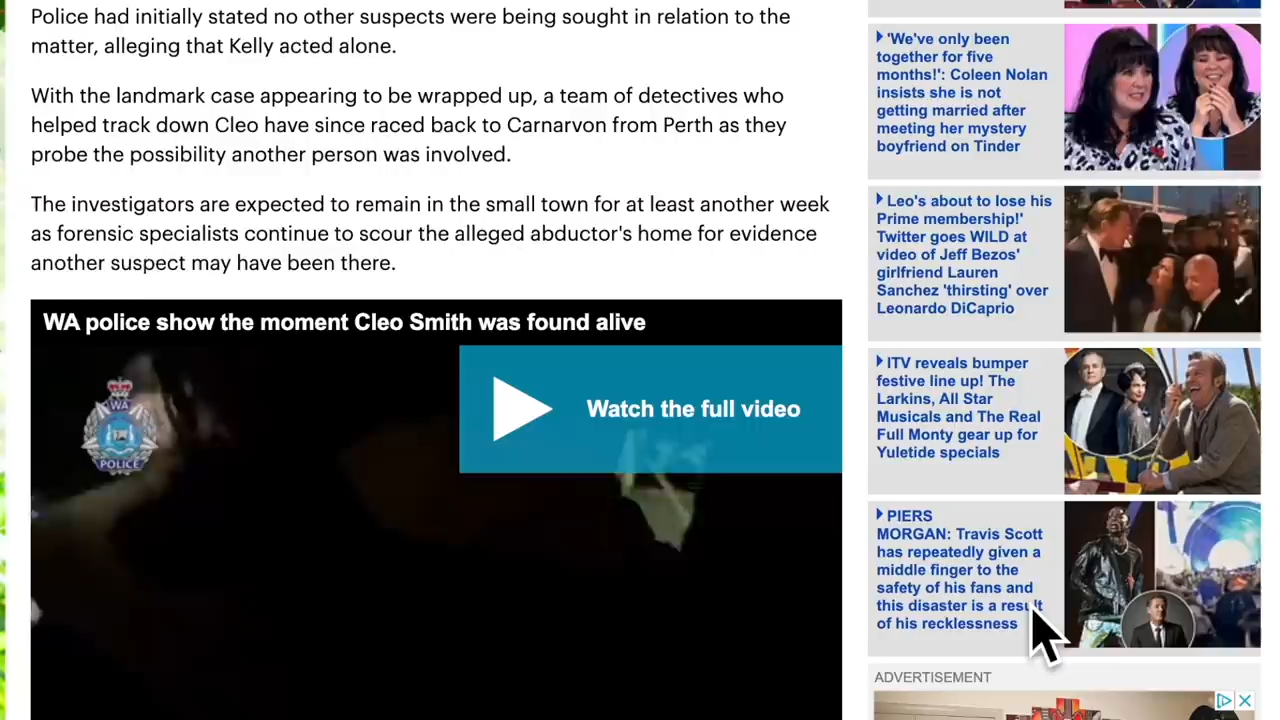 Police had initially stated no other suspects were being sought in relation to the
matter, alleging that Kelly acted alone.
With the landmark case appearing to be wrapped up, a team of detectives who
helped track down Cleo have since raced back to Carnarvon from Perth as they
probe the possibility another person was involved.
The investigators are expected to remain in the small town for at least another week
as forensic specialists continue to scour the alleged abductor's home for evidence
another suspect may have been there.
WA police show the moment Cleo Smith was found alive
Watch the full video
WA
POLICE
'We've only been
together for five
months!': Coleen Nolan
insists she is not
getting married after
meeting her mystery
boyfriend on Tinder
Leo's about to lose his
Prime membership!'
Twitter goes WILD at
video of Jeff Bezos'
girlfriend Lauren
Sanchez 'thirsting' over
Leonardo DiCaprio
ITV reveals bumper
festive line up! The
Larkins, All Star
Musicals and The Real
Full Monty gear up for
Yuletide specials
PIERS
MORGAN: Travis Scott
has repeatedly given a
middle finger to the
safety of his fans and
this disaster is a result
of his recklessness
ADVERTISEMENT